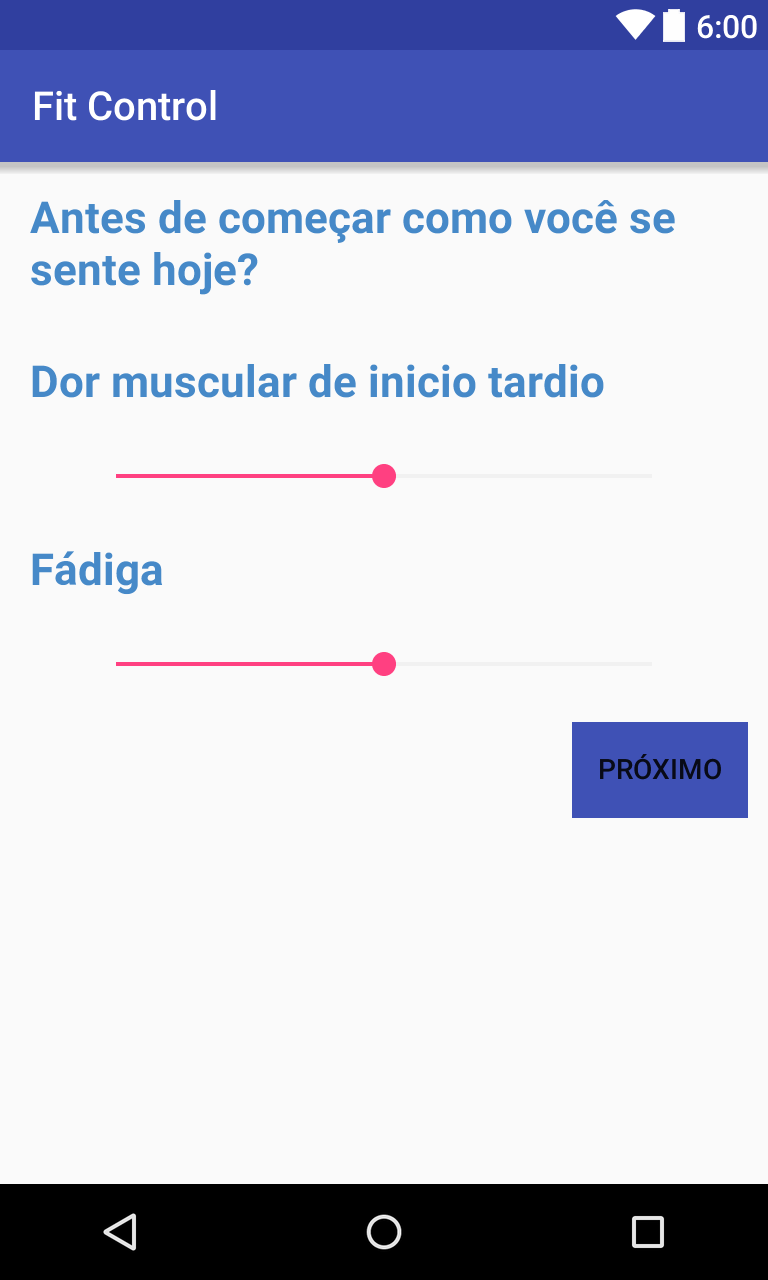 6:00
Fit Control
Antes de começar como você se
sente hoje?
Dor muscular de inicio tardio
Fádiga
PRÓXIMO